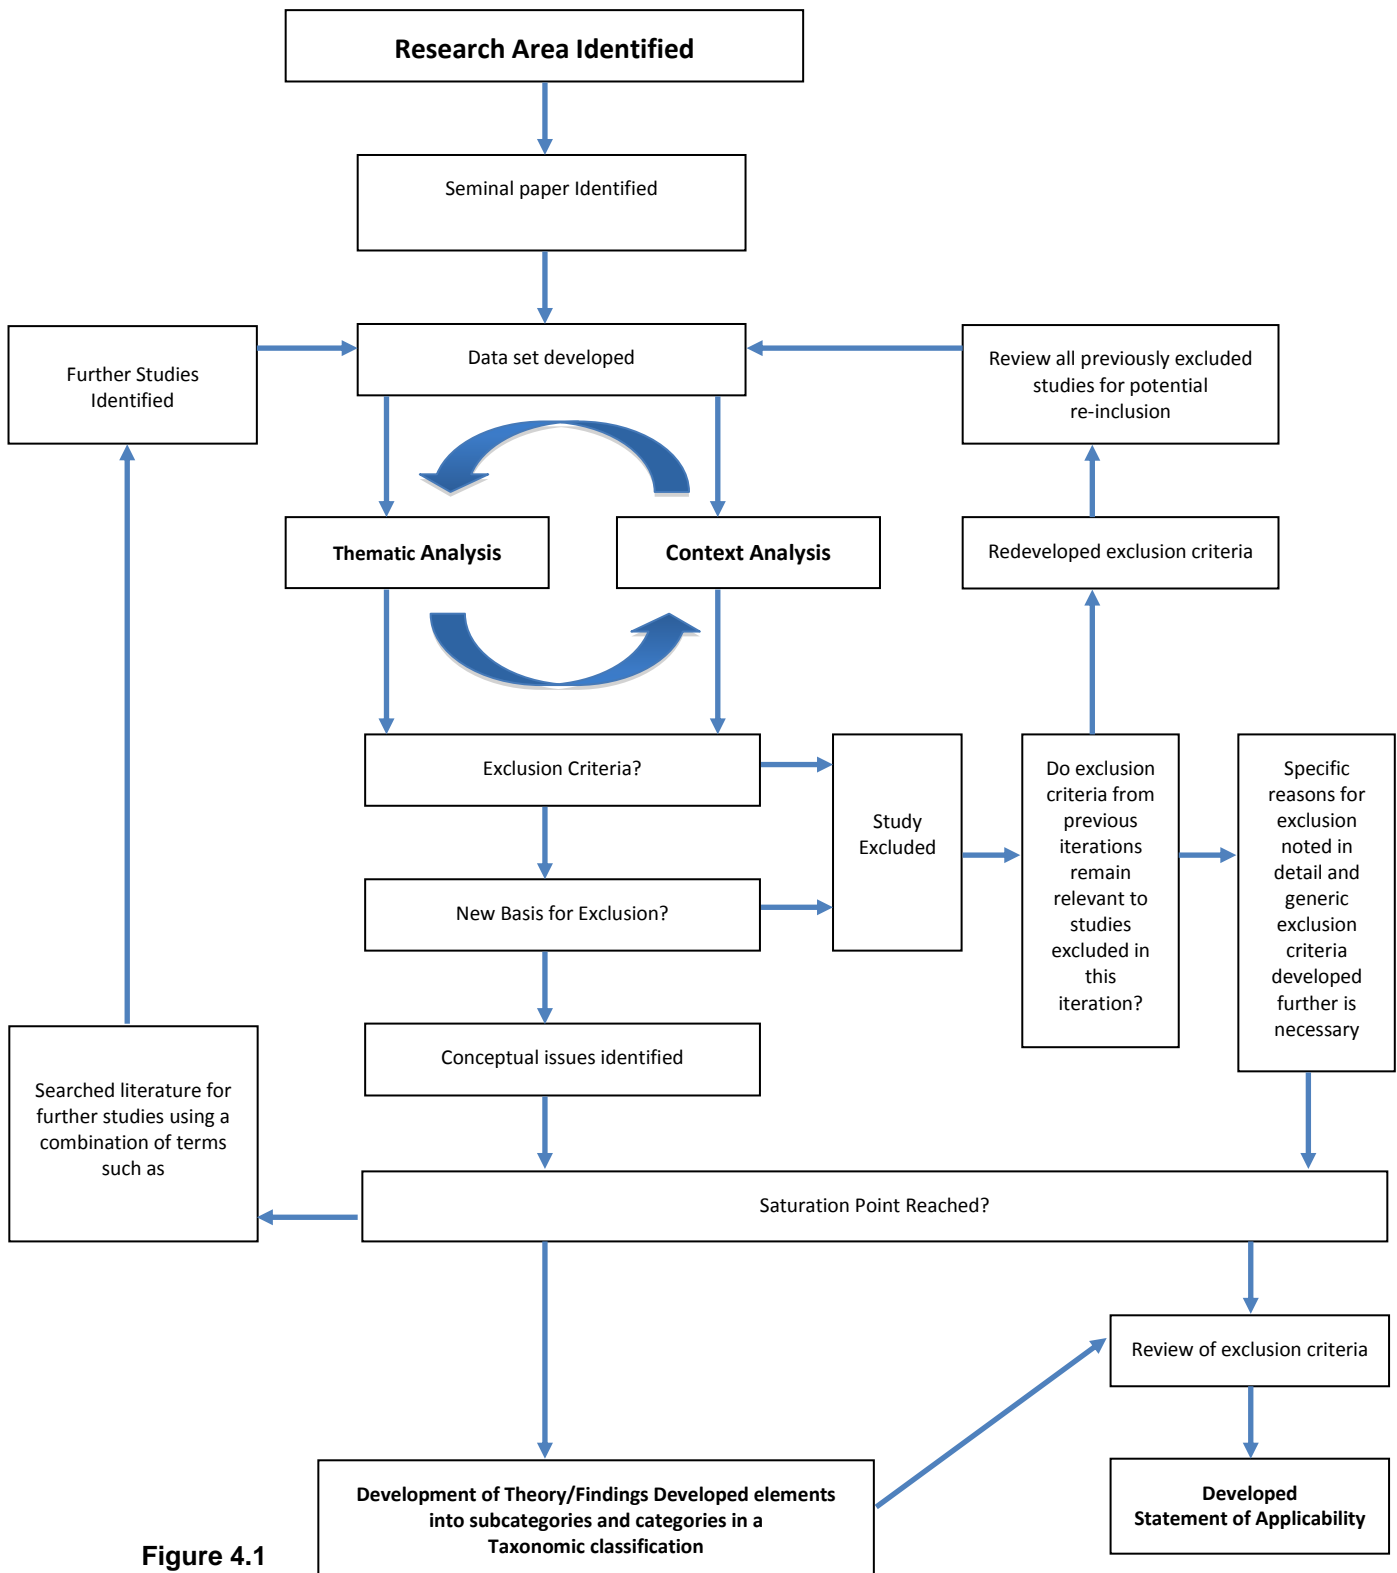 Research Area Identified
Seminal paper Identified
Further Studies
Identified
Data set developed
Review all previously excluded
studies for potential
re-inclusion
Thematic Analysis
Context Analysis
Redeveloped exclusion criteria
Exclusion Criteria?
Study
Excluded
Do exclusion
criteria from
previous
iterations
remain
relevant to
studies
excluded in
this
iteration?
Specific
reasons for
exclusion
noted in
detail and
generic
exclusion
criteria
developed
further is
necessary
New Basis for Exclusion?
Conceptual issues identified
Searched literature for
further studies using a
combination of terms
such as
Saturation Point Reached?
Review of exclusion criteria
Development of Theory/Findings Developed elements
into subcategories and categories in a
Taxonomic classification
Developed
Statement of Applicability
Figure 4.1